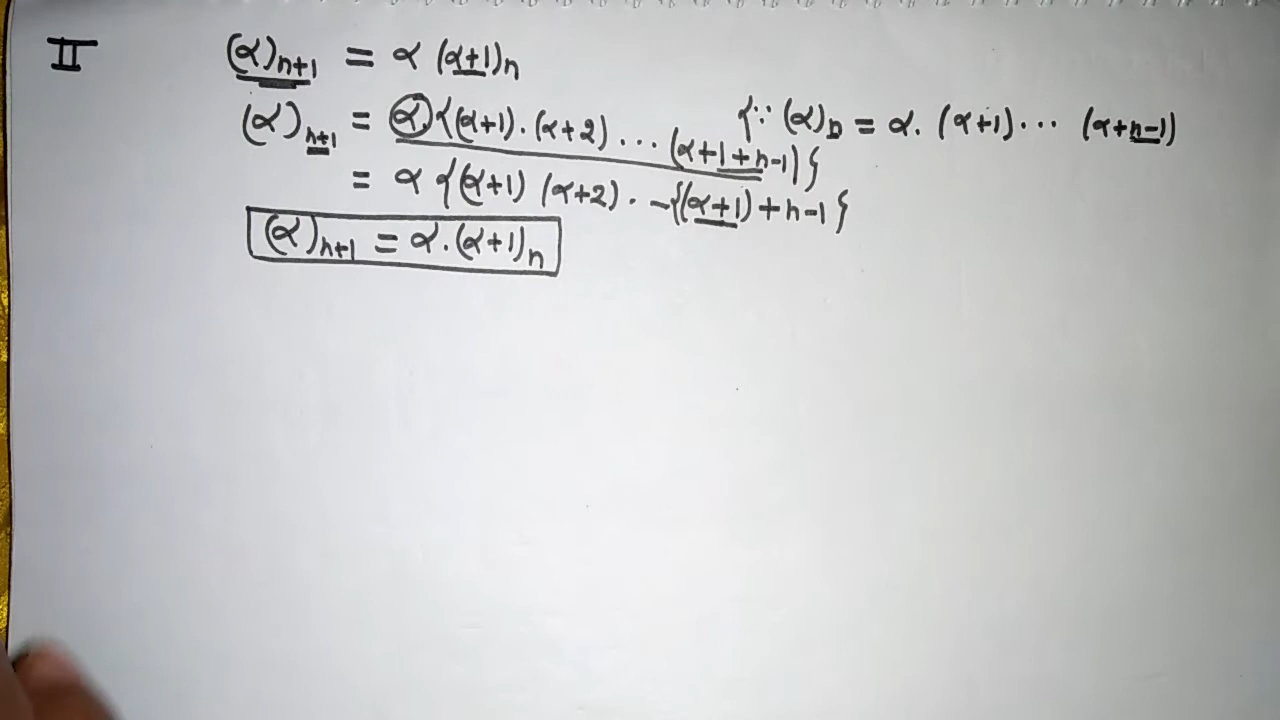 II (α)ₙ₊₁ = α (α+1)ₙ
(α)ₙ₊₁ = α {(α+1)·(α+2) ... (α+1+n-1)} {∵ (α)ₙ = α. (α+1)··· (α+n-1)
= α {(α+1) (α+2) · -{(α+1)+n-1}
(α)ₙ₊₁ = α.(α+1)ₙ